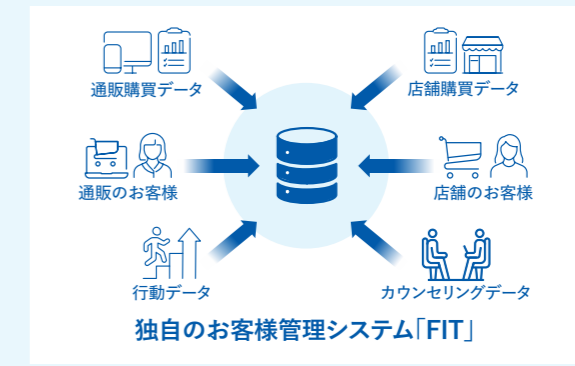 通販購買データ
店舗購買データ
通販のお客様
店舗のお客様
行動データ
カウンセリングデータ
独自のお客様管理システム「FIT」